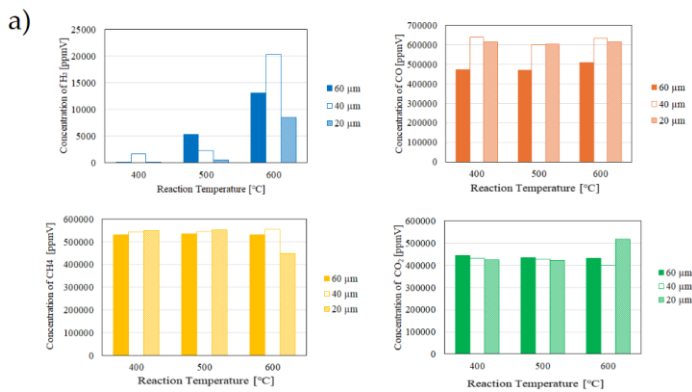 a)
Concentration of H₂ [ppmV]
25000
20000
15000
10000
5000
0
400
500
600
Reaction Temperature [°C]
60 µm
40 µm
20 µm
Concentration of CO [ppmV]
700000
600000
500000
400000
300000
200000
100000
0
400
500
600
Reaction Temperature [°C]
60 µm
40 µm
20 µm
Concentration of CH4 [ppmV]
600000
500000
400000
300000
200000
100000
0
400
500
600
Reaction Temperature [°C]
60 µm
40 µm
20 µm
Concentration of CO₂ [ppmV]
600000
500000
400000
300000
200000
100000
0
400
500
600
Reaction Temperature [°C]
60 µm
40 µm
20 µm